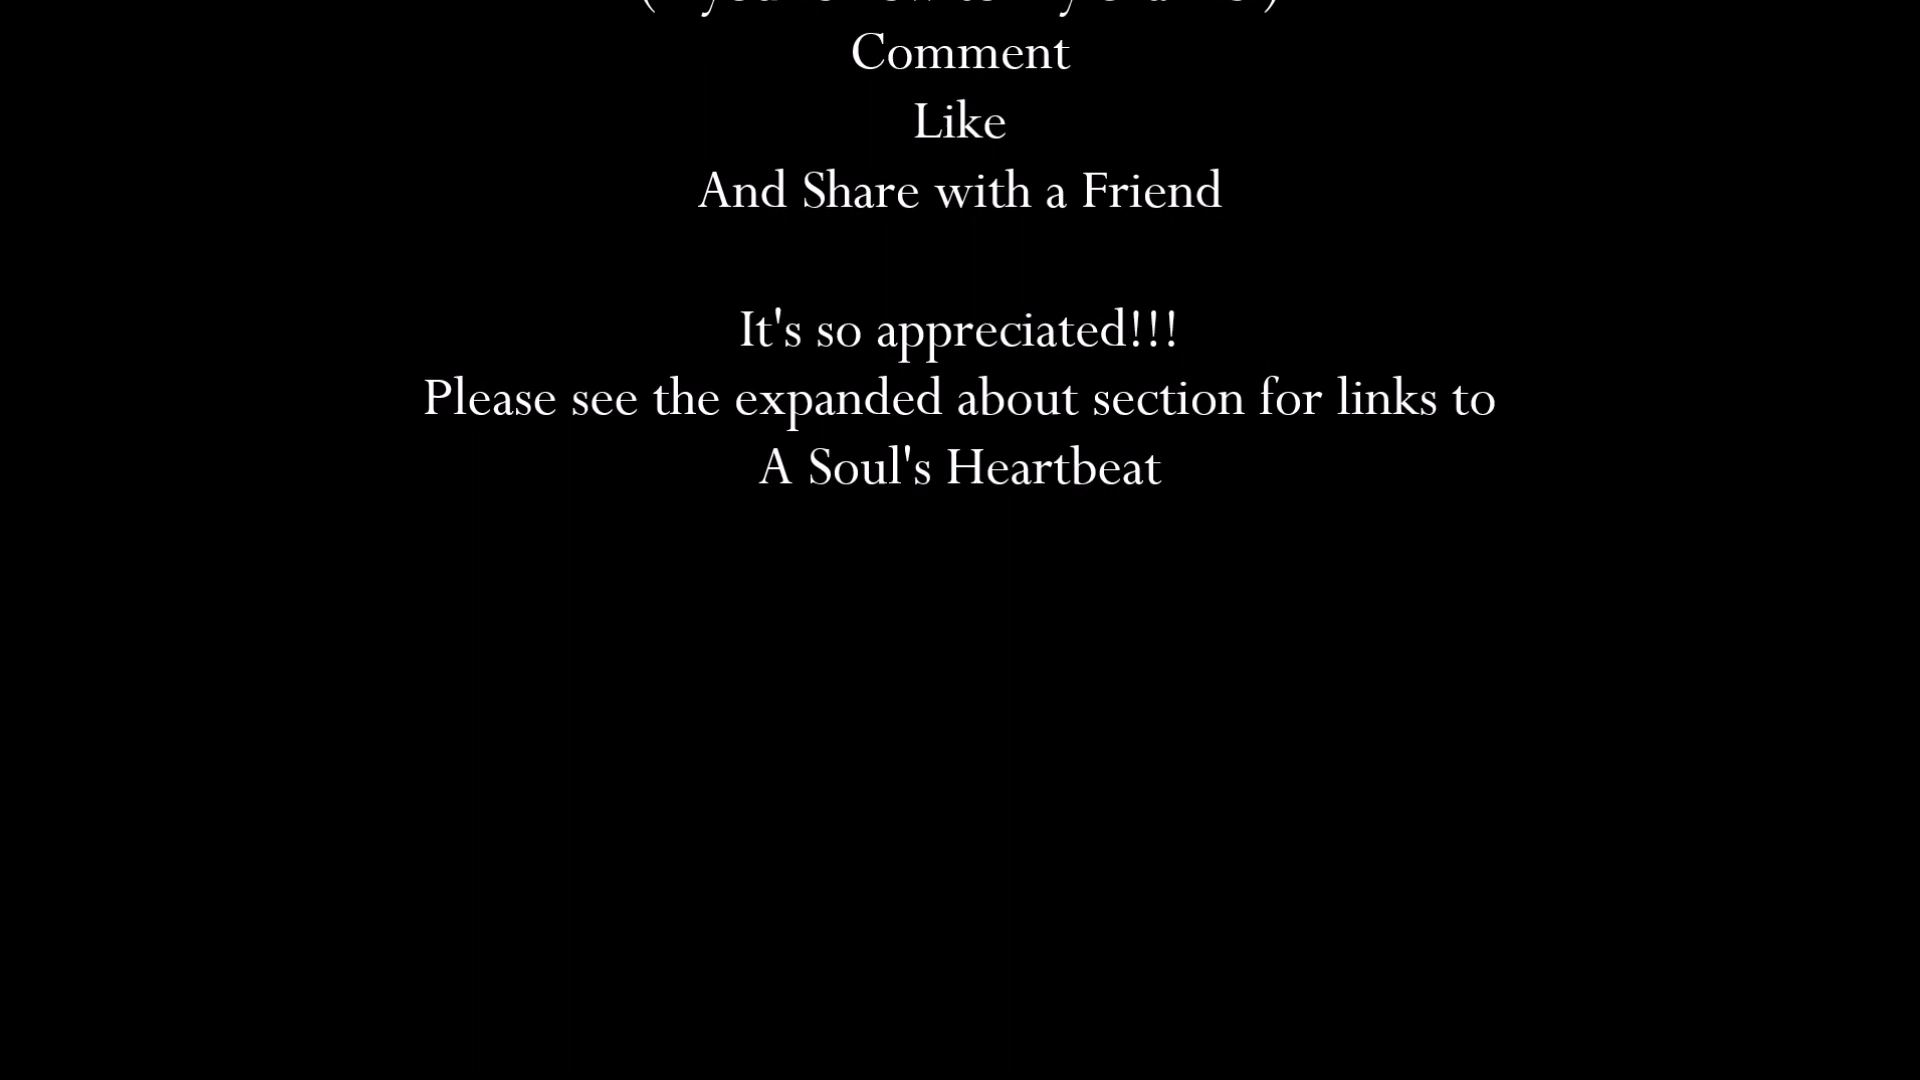 Comment
Like
And Share with a Friend
It's so appreciated!!!
Please see the expanded about section for links to
A Soul's Heartbeat